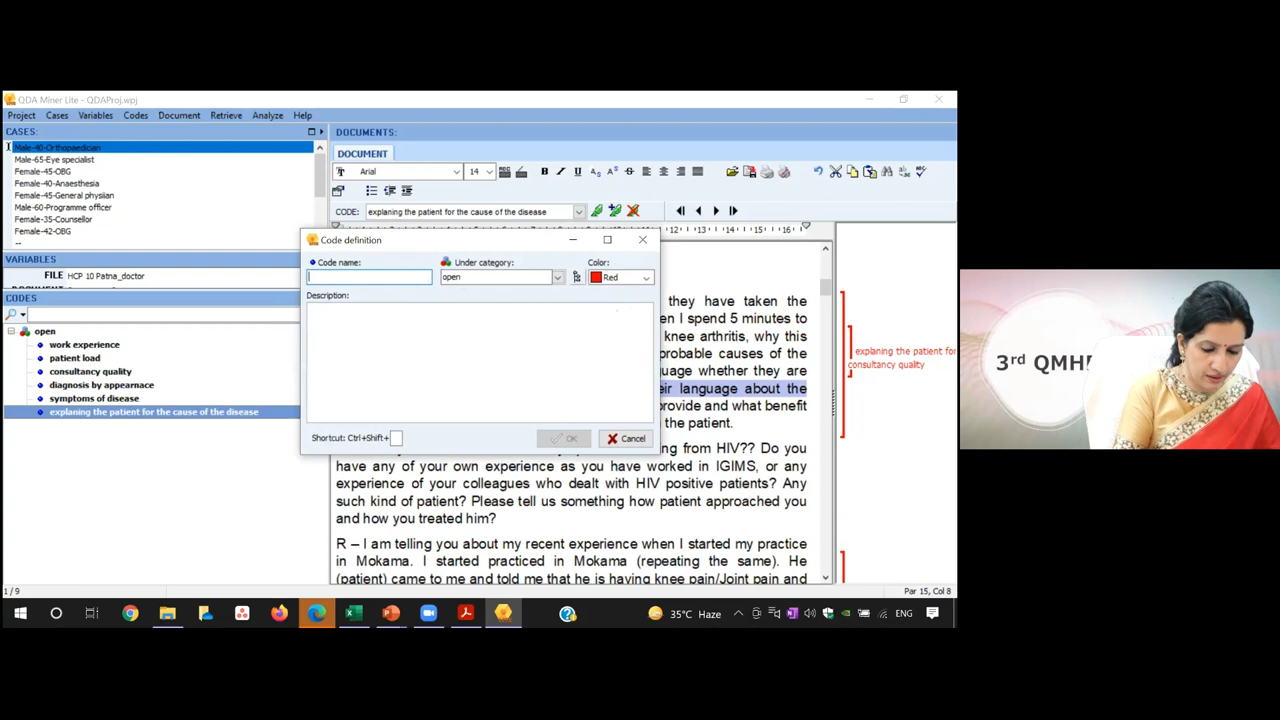 QDA Miner Lite - QDAProj.wpj
Project Cases Variables Codes Document Retrieve Analyze Help
CASES:
Male-40-Orthopaedician
Male-65-Eye specialist
Female-45-OBG
Female-40-Anaesthesia
Female-45-General physiian
Male-60-Programme officer
Female-35-Counsellor
Female-42-OBG
--
VARIABLES
FILE HCP 10 Patna_doctor
CODES
open
work experience
patient load
consultancy quality
diagnosis by appearnace
symptoms of disease
explaning the patient for the cause of the disease
DOCUMENTS:
DOCUMENT
Arial 14 B I U
CODE: explaning the patient for the cause of the disease
12 13 14 15 16
Code definition
Code name: Under category: Color:
open Red
Description:
Shortcut: Ctrl+Shift+ OK Cancel
they have taken the
en I spend 5 minutes to
knee arthritis, why this
probable causes of the
uage whether they are
eir language about the
provide and what benefit
the patient.
ng from HIV?? Do you
have any of your own experience as you have worked in IGIMS, or any
experience of your colleagues who dealt with HIV positive patients? Any
such kind of patient? Please tell us something how patient approached you
and how you treated him?
R – I am telling you about my recent experience when I started my practice
in Mokama. I started practiced in Mokama (repeating the same). He
(patient) came to me and told me that he is having knee pain/Joint pain and
explaning the patient for
consultancy quality
1 / 9
Par 15, Col 8
35°C Haze ENG
3rd QMH